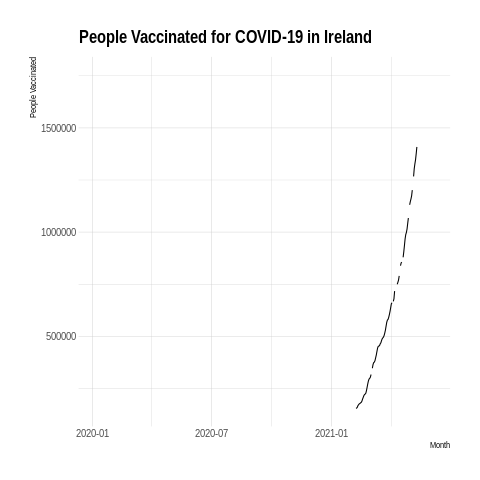 People Vaccinated for COVID-19 in Ireland
People Vaccinated
1500000
1000000
500000
2020-01 2020-07 2021-01
Month